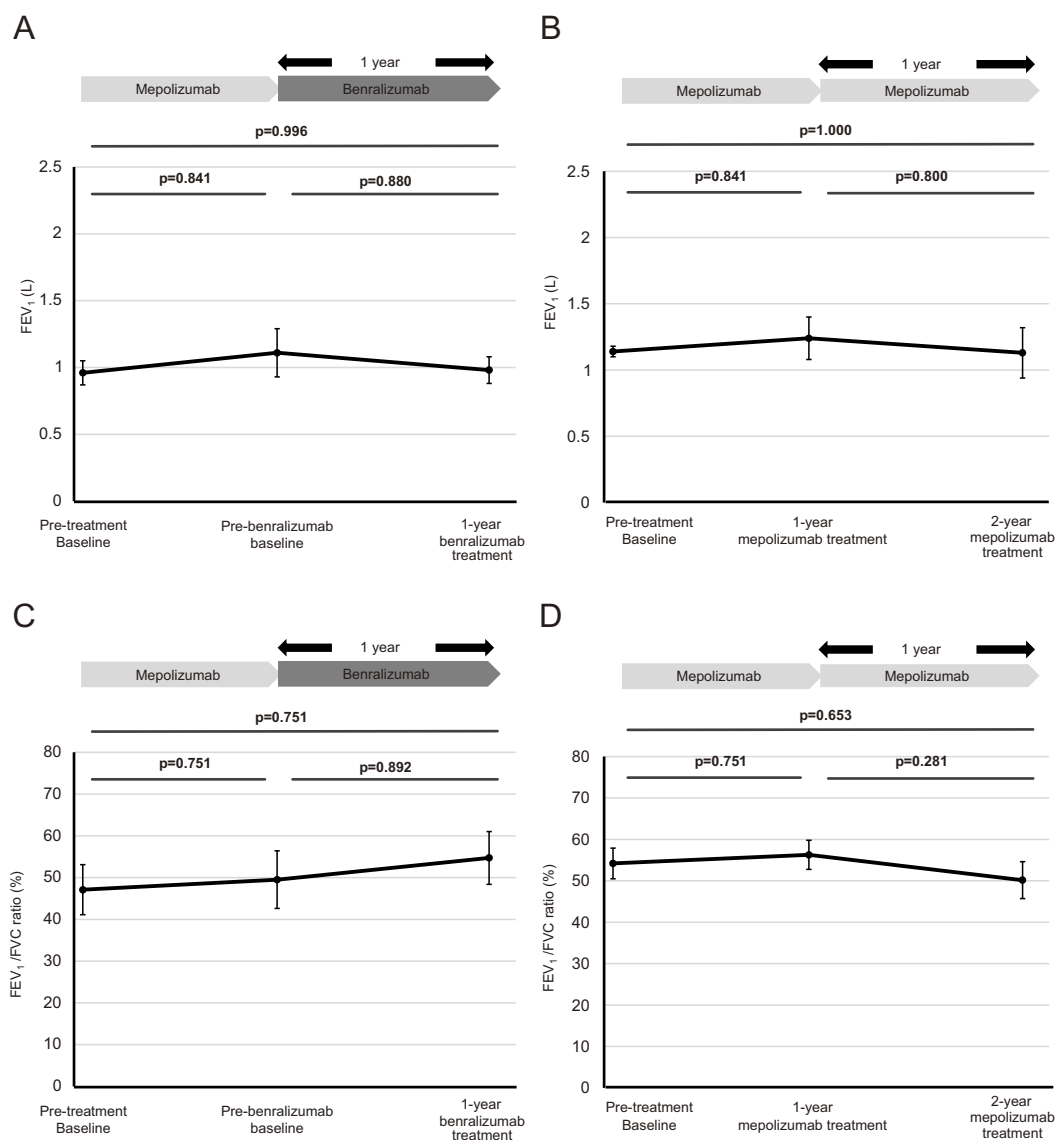 A
1 year
Mepolizumab
Benralizumab
p=0.996
p=0.841
p=0.880
2.5
2
1.5
1
0.5
0
FEV1 (L)
Pre-treatment
Baseline
Pre-benralizumab
baseline
1-year
benralizumab
treatment
B
1 year
Mepolizumab
Mepolizumab
p=1.000
p=0.841
p=0.800
2.5
2
1.5
1
0.5
0
FEV1 (L)
Pre-treatment
Baseline
1-year
mepolizumab treatment
2-year
mepolizumab
treatment
C
1 year
Mepolizumab
Benralizumab
p=0.751
p=0.751
p=0.892
80
70
60
50
40
30
20
10
0
FEV1 /FVC ratio (%)
Pre-treatment
Baseline
Pre-benralizumab
baseline
1-year
benralizumab
treatment
D
1 year
Mepolizumab
Mepolizumab
p=0.653
p=0.751
p=0.281
80
70
60
50
40
30
20
10
0
FEV1 /FVC ratio (%)
Pre-treatment
Baseline
1-year
mepolizumab treatment
2-year
mepolizumab
treatment